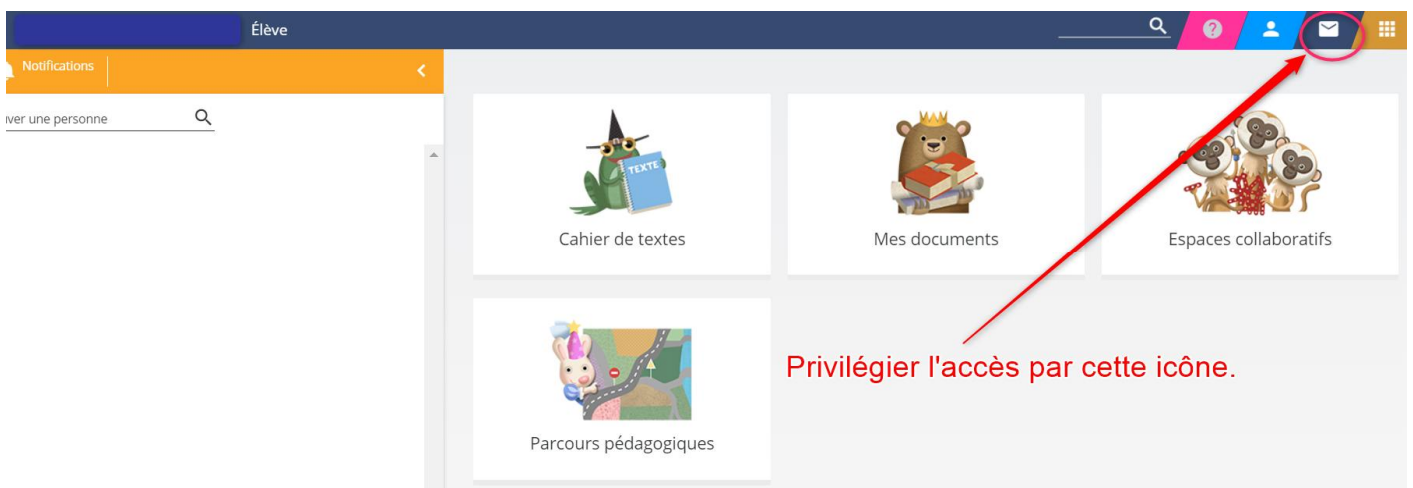 Élève
Notifications
une personne
TEXTE
Cahier de textes
Mes documents
Espaces collaboratifs
Privilégier l'accès par cette icône.
Parcours pédagogiques